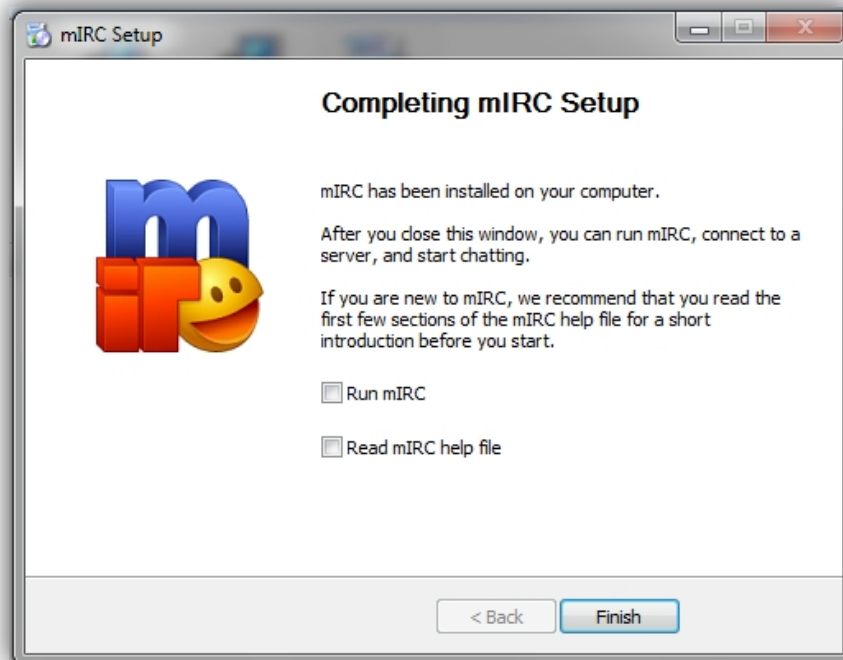 mIRC Setup
Completing mIRC Setup
mirc
mIRC has been installed on your computer.
After you close this window, you can run mIRC, connect to a
server, and start chatting.
If you are new to mIRC, we recommend that you read the
first few sections of the mIRC help file for a short
introduction before you start.
Run mIRC
Read mIRC help file
< Back
Finish